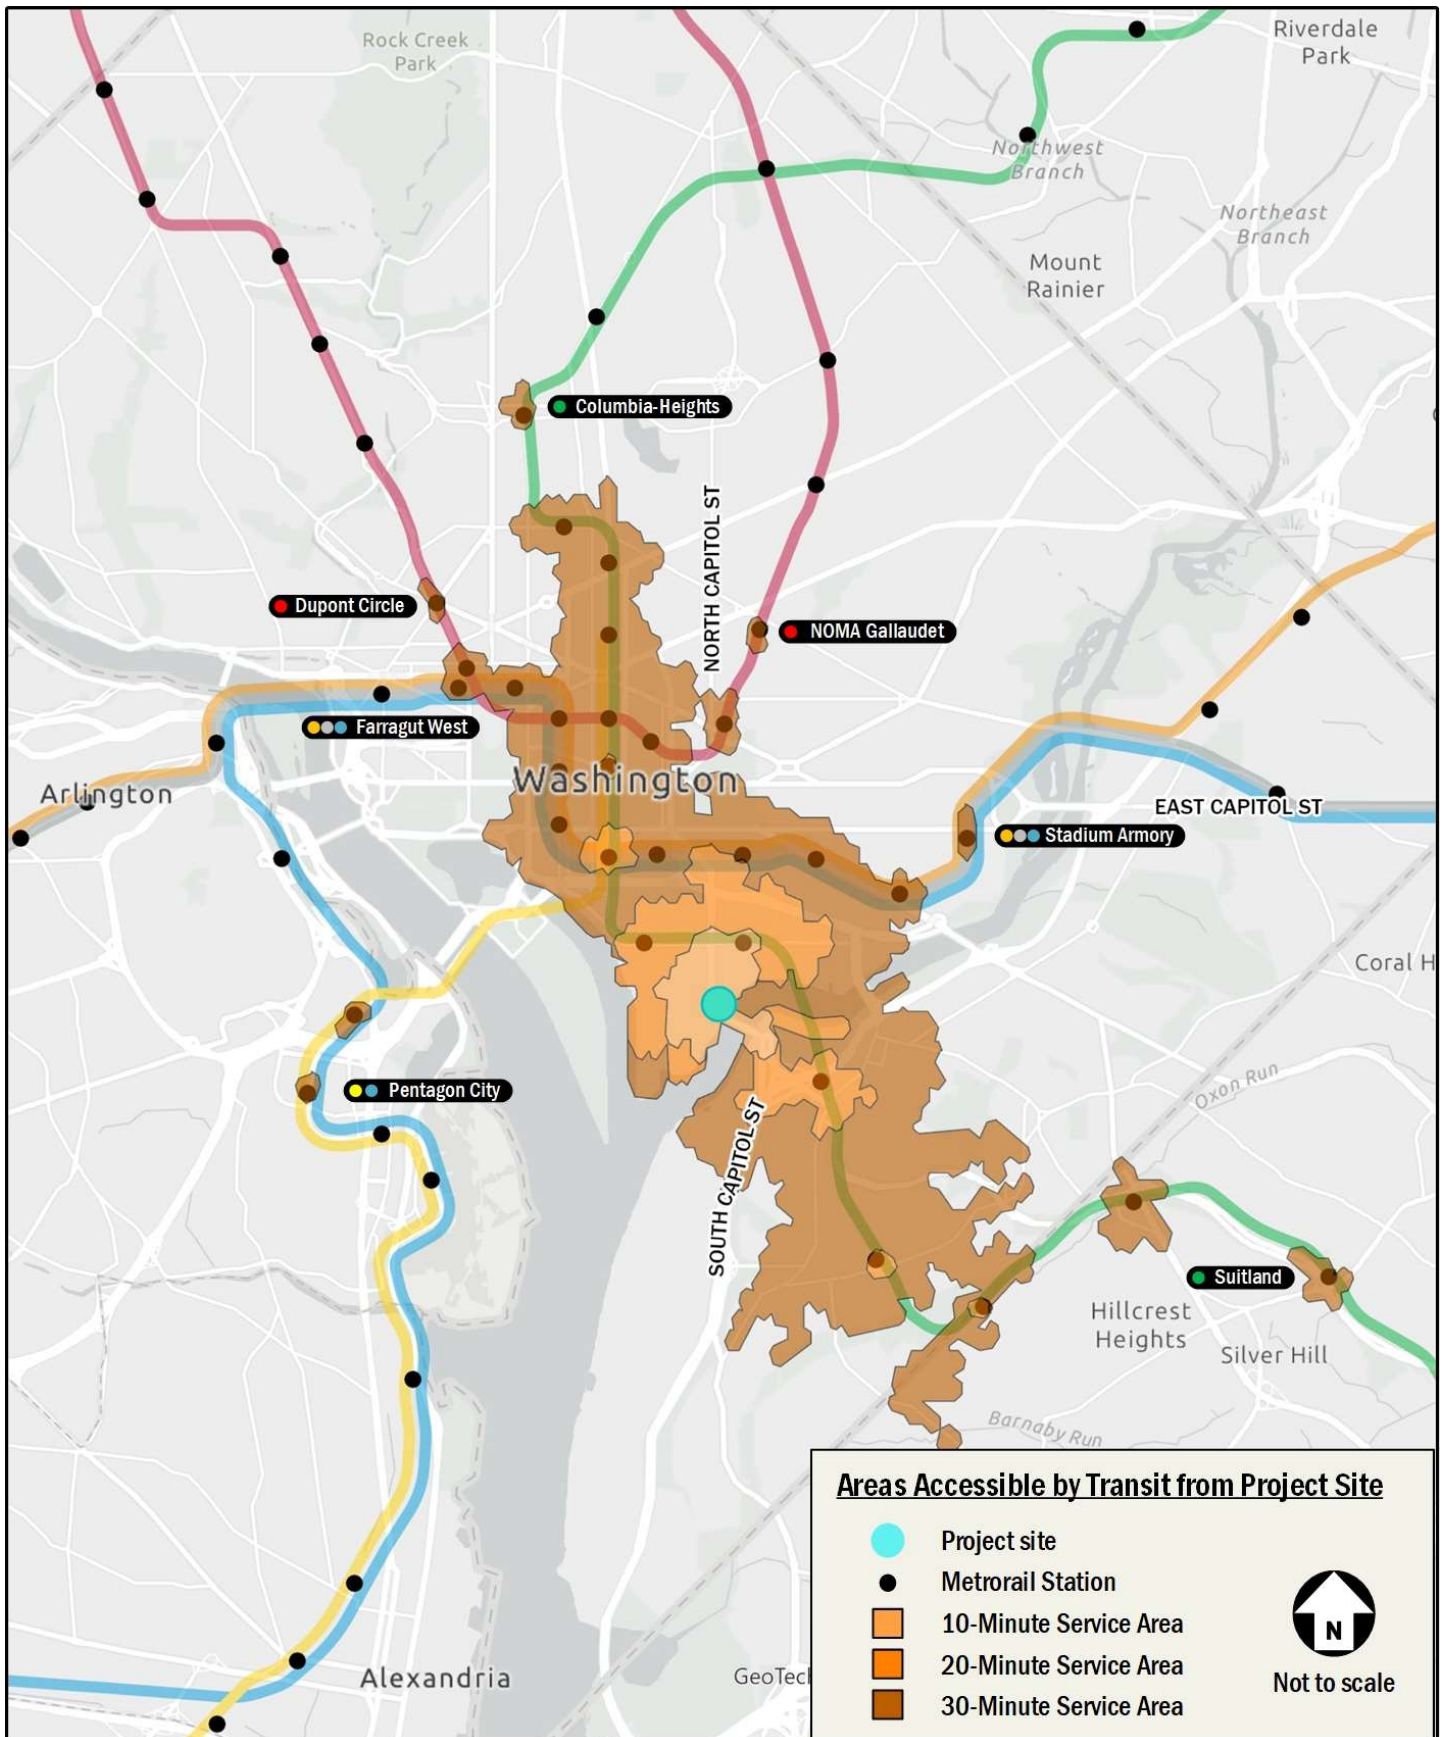 Rock Creek
Park
Riverdale
Park
Northwest
Branch
Northeast
Branch
Mount
Rainier
Columbia-Heights
NORTH CAPITOL ST
Dupont Circle
NOMA Gallaudet
Farragut West
Washington
Arlington
EAST CAPITOL ST
Stadium Armory
Coral H
Pentagon City
Oxon Run
SOUTH CAPITOL ST
Suitland
Hillcrest
Heights
Silver Hill
Barnaby Run
Areas Accessible by Transit from Project Site
Project site
Metrorail Station
10-Minute Service Area
20-Minute Service Area
30-Minute Service Area
N
Not to scale
Alexandria
GeoTech